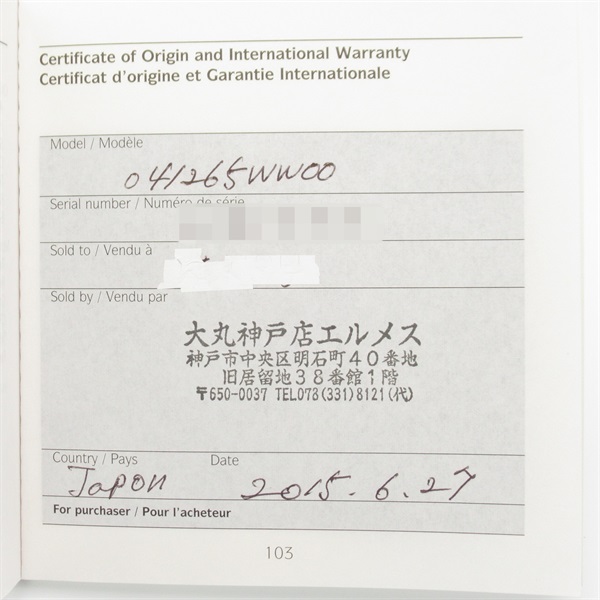 Certificate of Origin and International Warranty
Certificat d'origine et Garantie Internationale
Model / Modèle
041265WW00
Serial number / Numéro de série
Sold to / Vendu à
Sold by / Vendu par
大丸神戸店エルメス
神戸市中央区明石町40番地
旧居留地38番館1階
〒650-0037 TEL078(331)8121(代)
Country / Pays
Date
Japon
2015.6.27
For purchaser / Pour l'acheteur
103